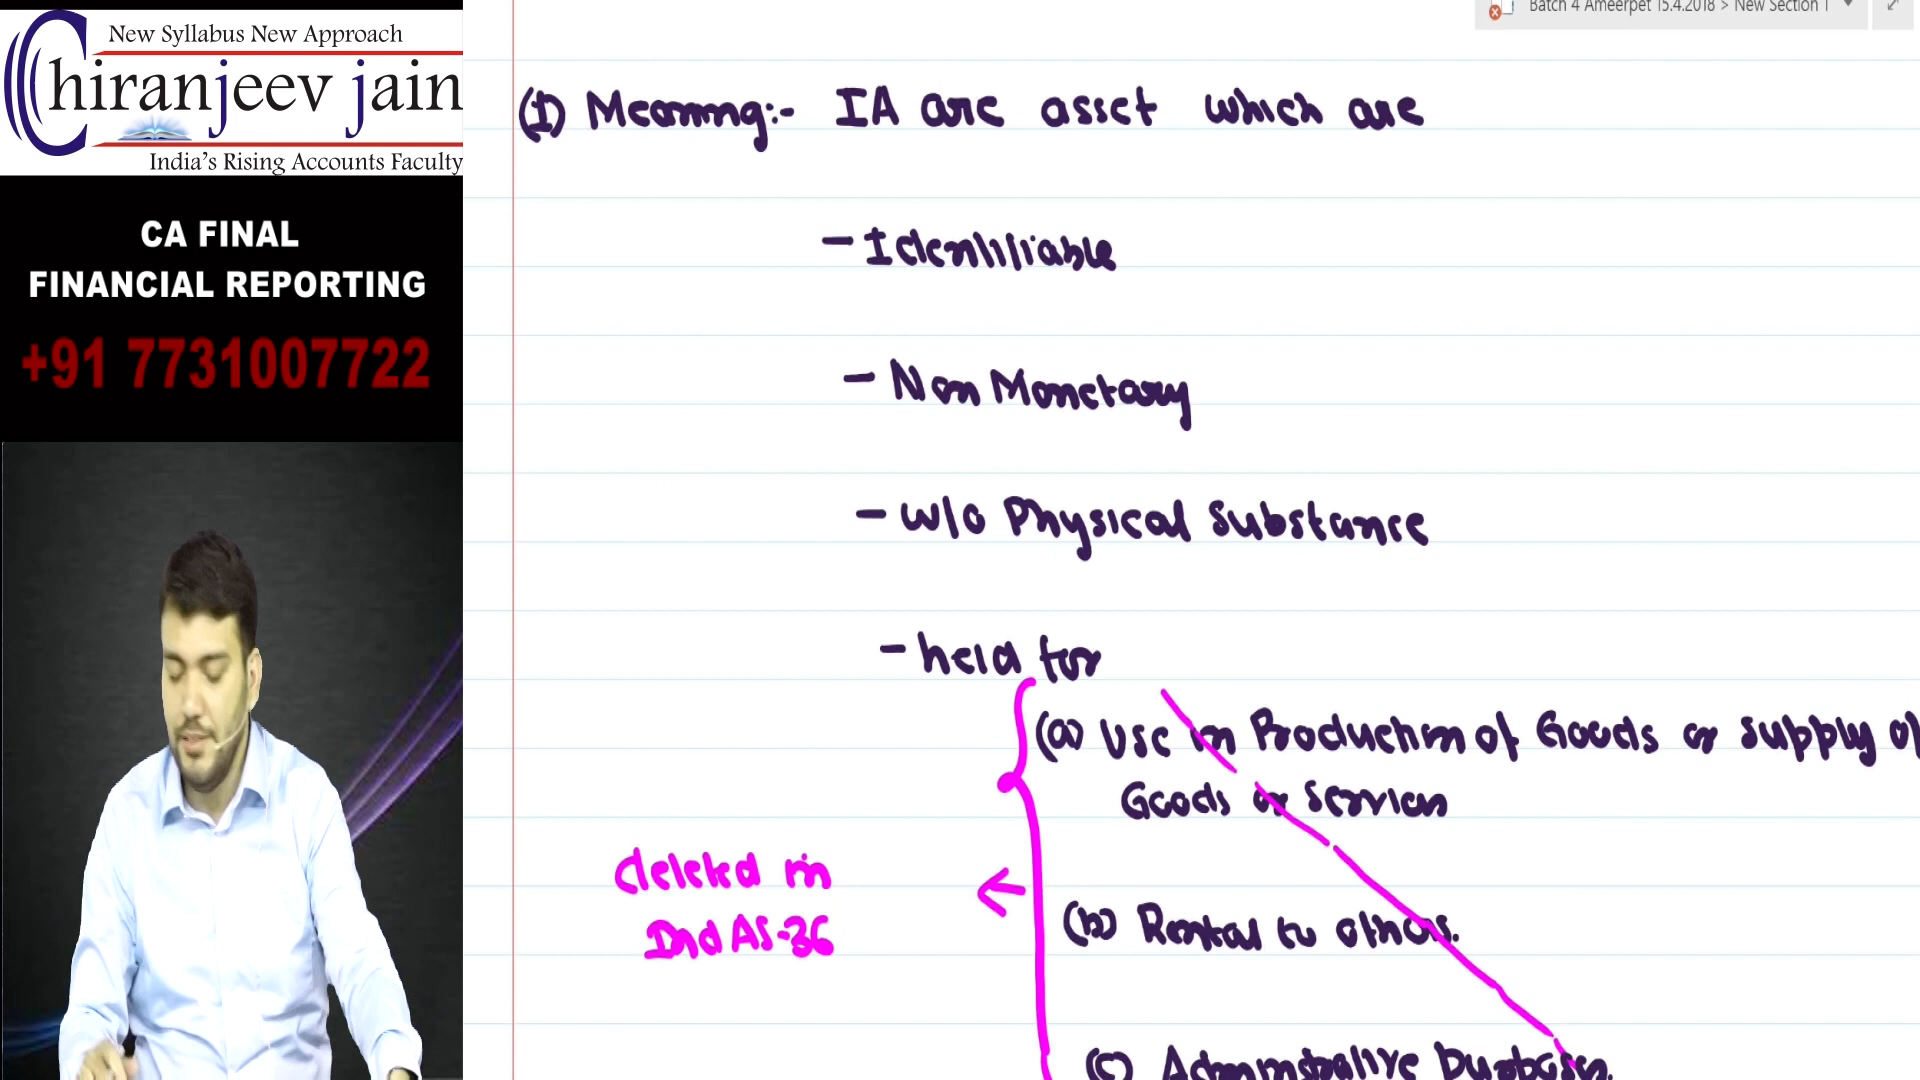 New Syllabus New Approach
Chiranjeev jain
India's Rising Accounts Faculty
CA FINAL
FINANCIAL REPORTING
+91 7731007722
Batch 4 Ameerpet 15.4.2018 > New Section 1
(I) Meaning:- IA are asset which are
- Identifiable
- Non Monetary
- w/o Physical Substance
- held for
(a) Use in Production of Goods or Supply of
Goods or Services
deleted in
Ind AS-36
(b) Rental to others.
(c) Administrative Purposes.